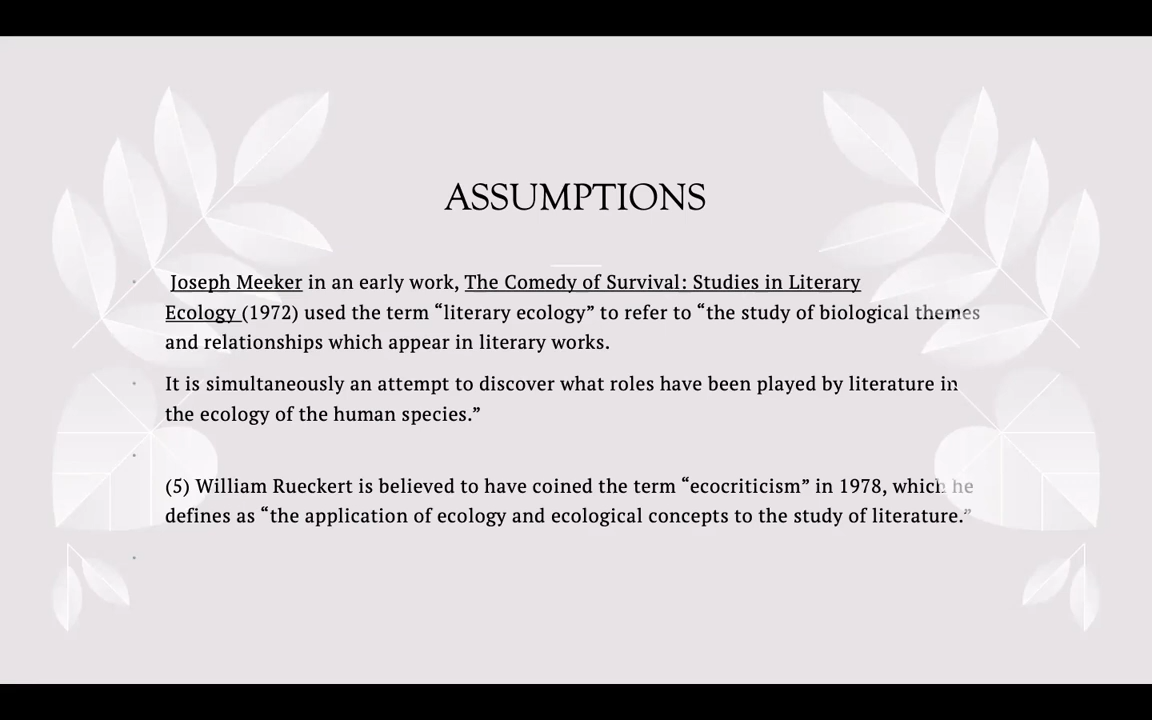 ASSUMPTIONS
Joseph Meeker in an early work, The Comedy of Survival: Studies in Literary
Ecology (1972) used the term “literary ecology” to refer to “the study of biological themes
and relationships which appear in literary works.
It is simultaneously an attempt to discover what roles have been played by literature in
the ecology of the human species.”
(5) William Rueckert is believed to have coined the term “ecocriticism” in 1978, which he
defines as “the application of ecology and ecological concepts to the study of literature.”